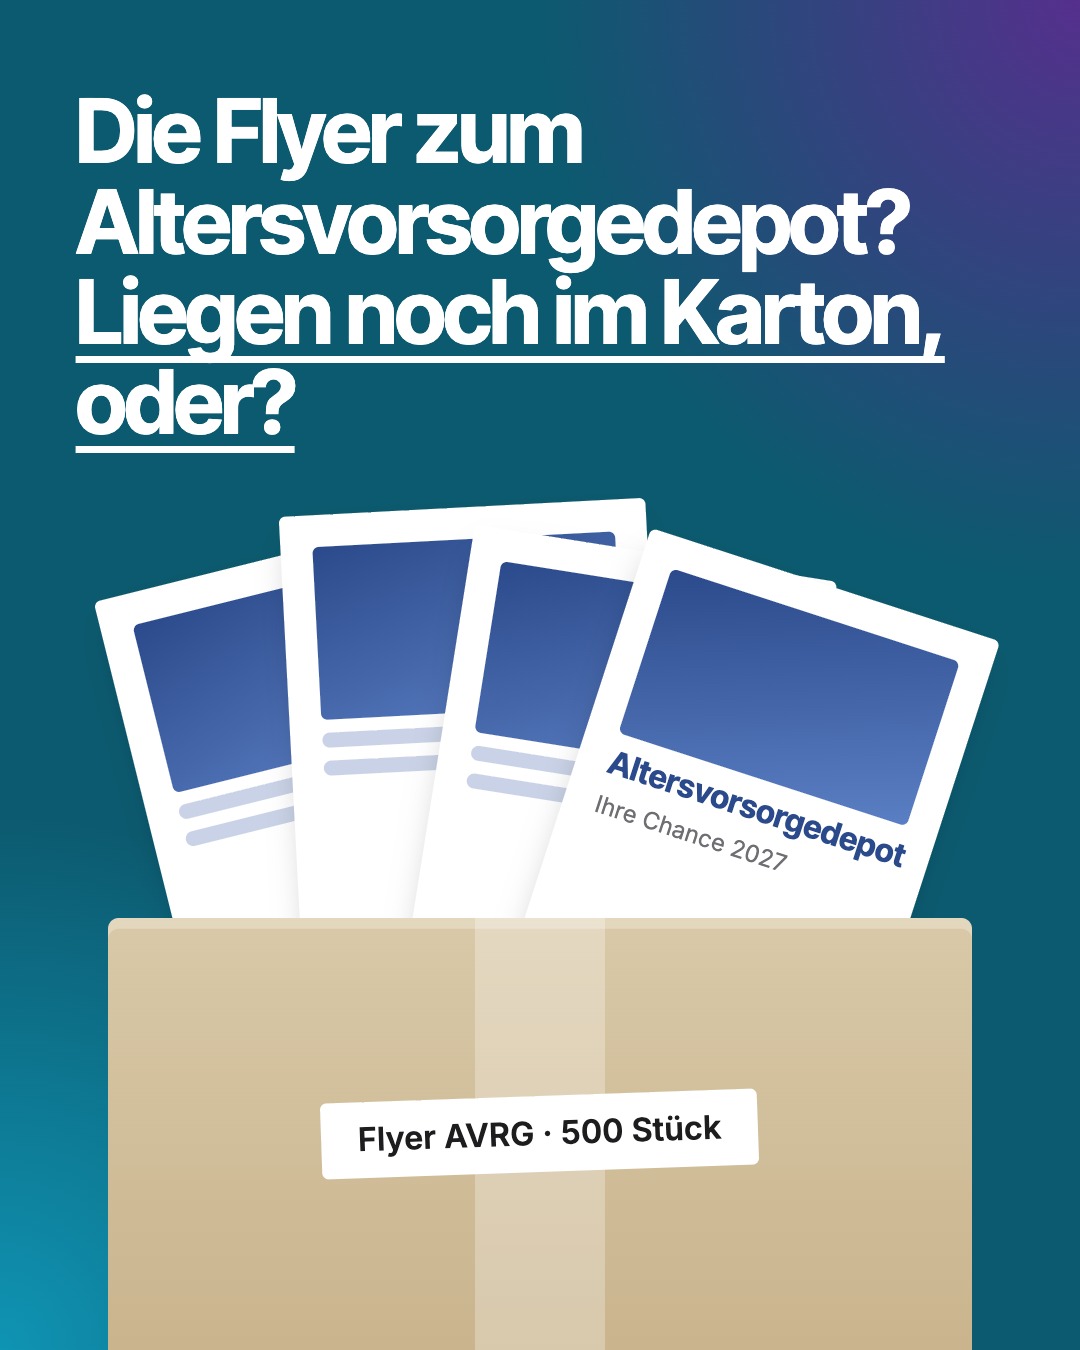 Die Flyer zum
Altersvorsorgedepot?
Liegen noch im Karton,
oder?
Altersvorsorgedepot
Ihre Chance 2027
Flyer AVRG · 500 Stück